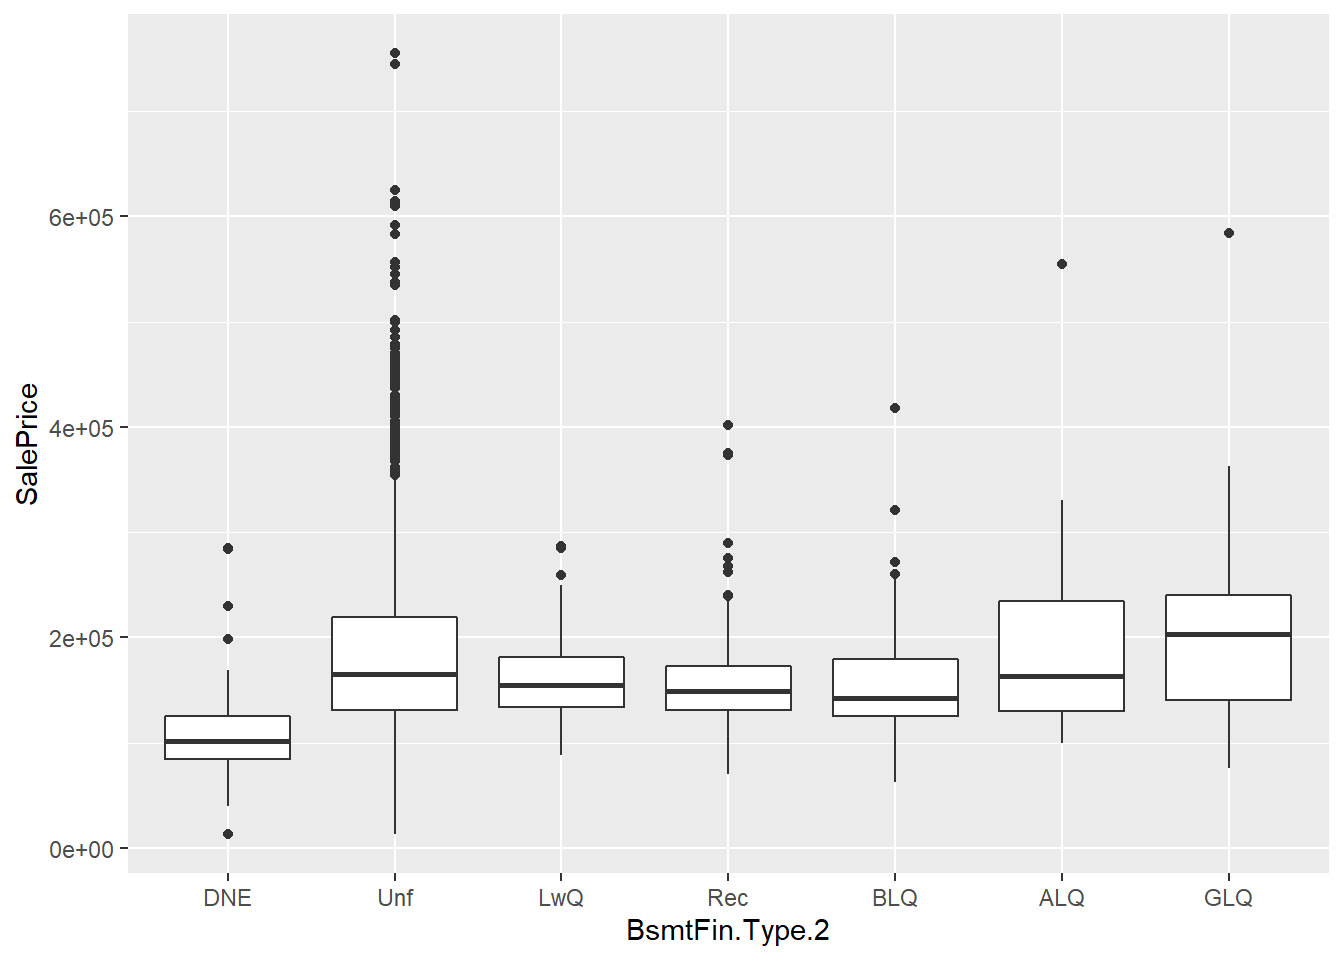 SalePrice
6e+05
4e+05
2e+05
0e+00
DNE Unf LwQ Rec BLQ ALQ GLQ
BsmtFin.Type.2